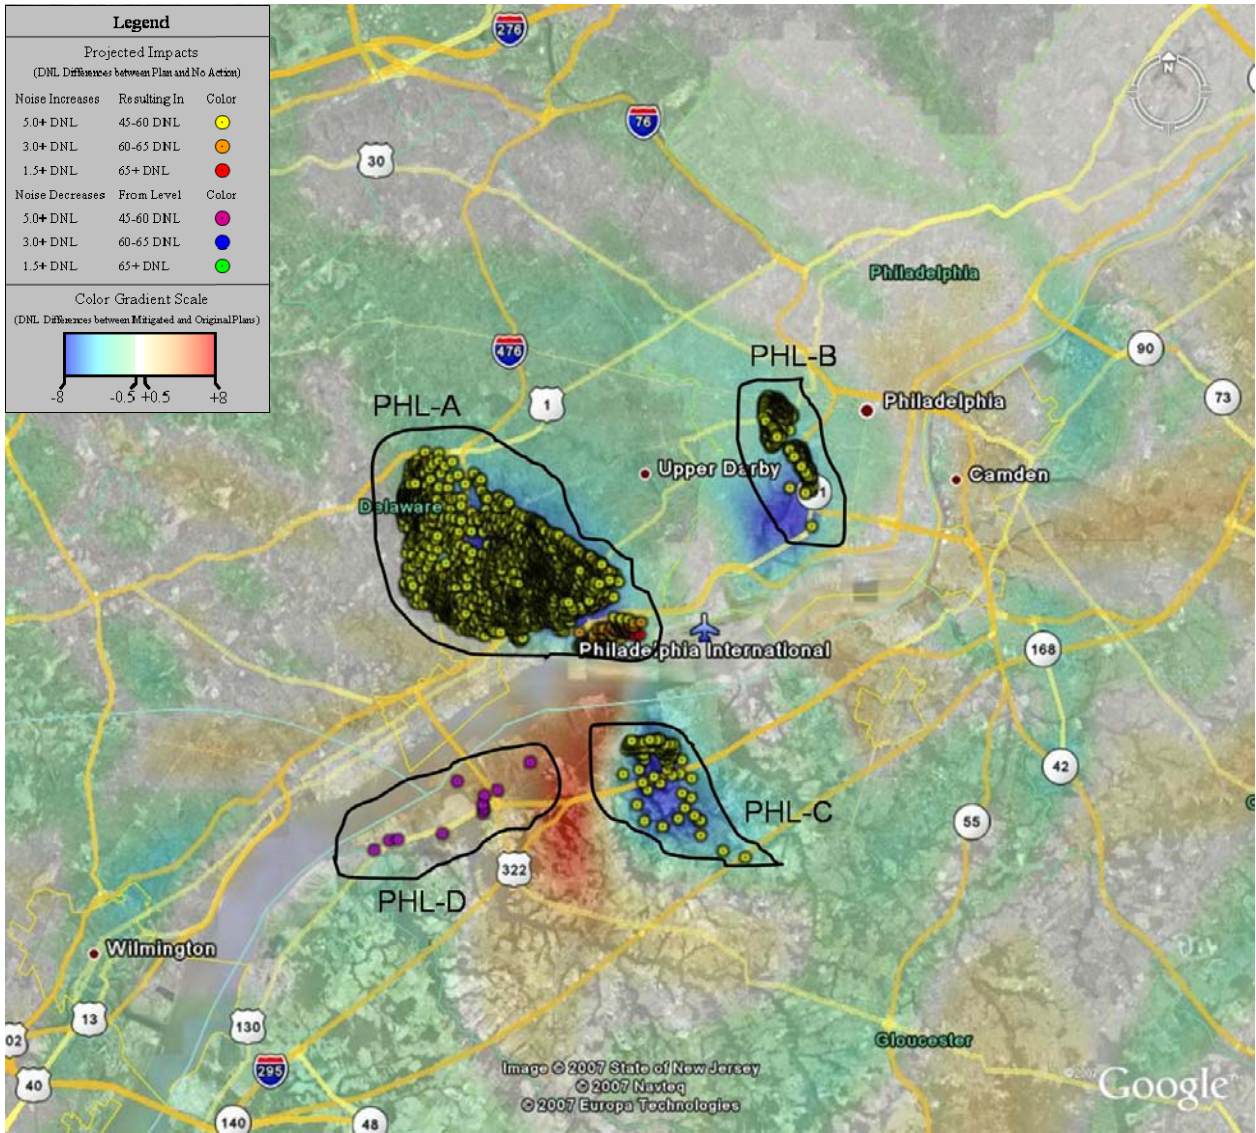 Legend
Projected Impacts
(DNL Differences between Plan and No Action)
Noise Increases Resulting In Color
5.0+ DNL 45-60 DNL
3.0+ DNL 60-65 DNL
1.5+ DNL 65+ DNL
Noise Decreases From Level Color
5.0+ DNL 45-60 DNL
3.0+ DNL 60-65 DNL
1.5+ DNL 65+ DNL
Color Gradient Scale
(DNL Differences between Mitigated and Original Plans)
-8 -0.5 +0.5 +8
276
N
76
30
Philadelphia
476
90
PHL-B
73
PHL-A
1
Philadelphia
Upper Darby
Camden
Delaware
1
Philadelphia International
168
42
PHL-C
55
322
PHL-D
Wilmington
13
130
02
Gloucester
295
40
Image © 2007 State of New Jersey
© 2007 Navteq
© 2007 Europa Technologies
©2007 Google
140
48